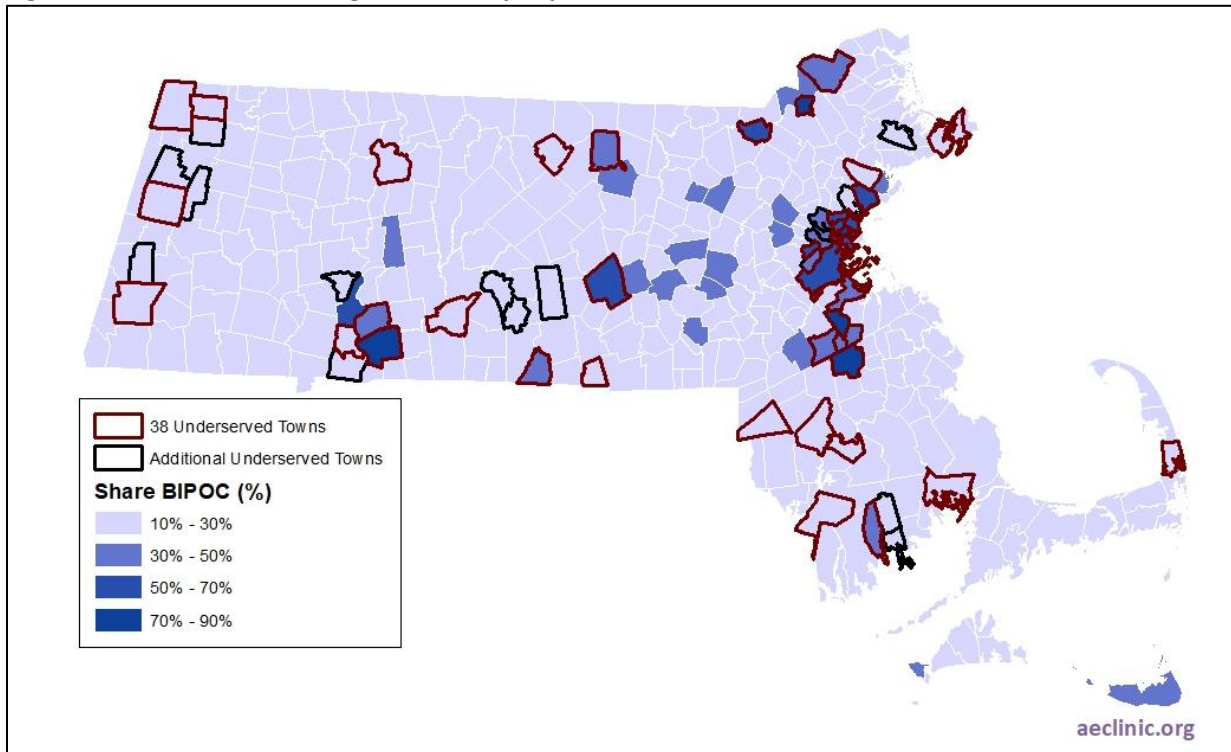 38 Underserved Towns
Additional Underserved Towns
Share BIPOC (%)
10% - 30%
30% - 50%
50% - 70%
70% - 90%
aeclinic.org